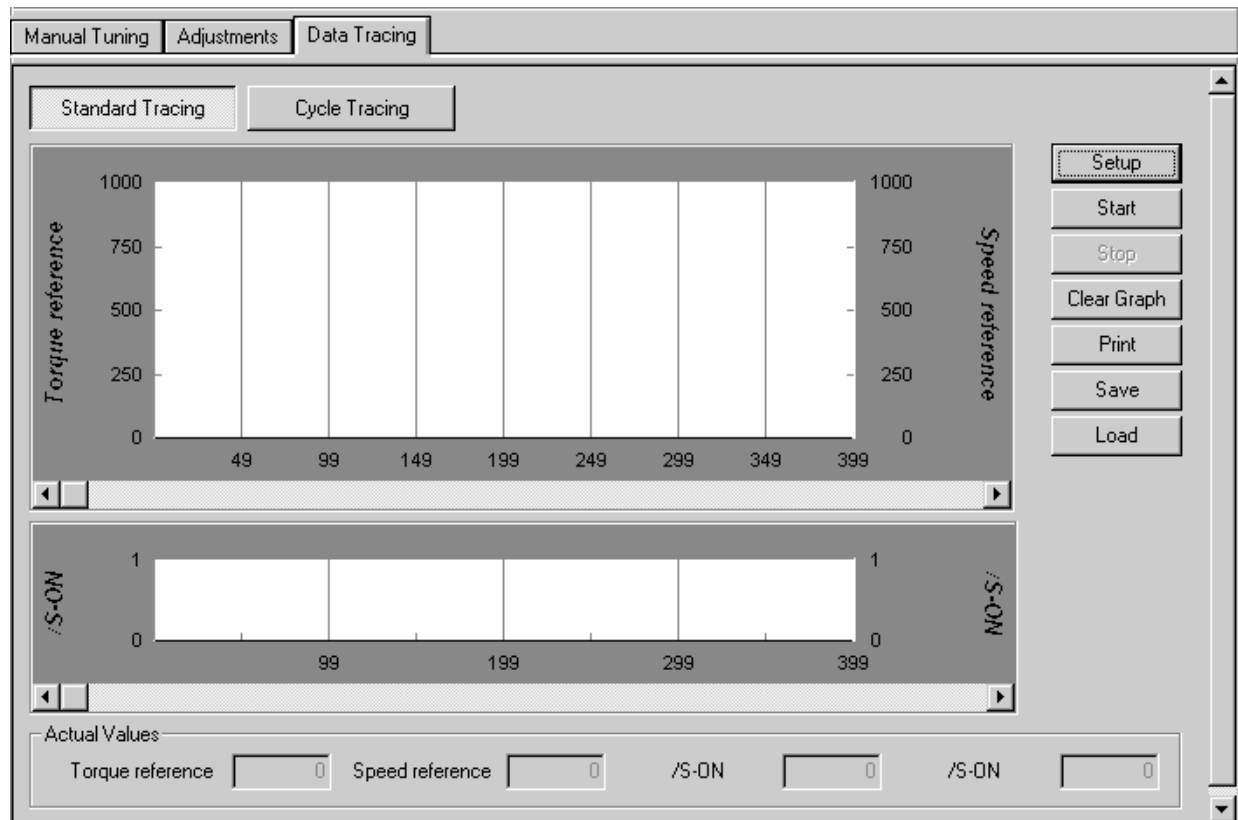 Manual Tuning Adjustments Data Tracing
Standard Tracing Cycle Tracing
Torque reference
1000
750
500
250
0
49 99 149 199 249 299 349 399
1000
750
500
250
0
Speed reference
Setup
Start
Stop
Clear Graph
Print
Save
Load
/S-ON
1
0
99 199 299 399
1
0
/S-ON
Actual Values
Torque reference 0 Speed reference 0 /S-ON 0 /S-ON 0